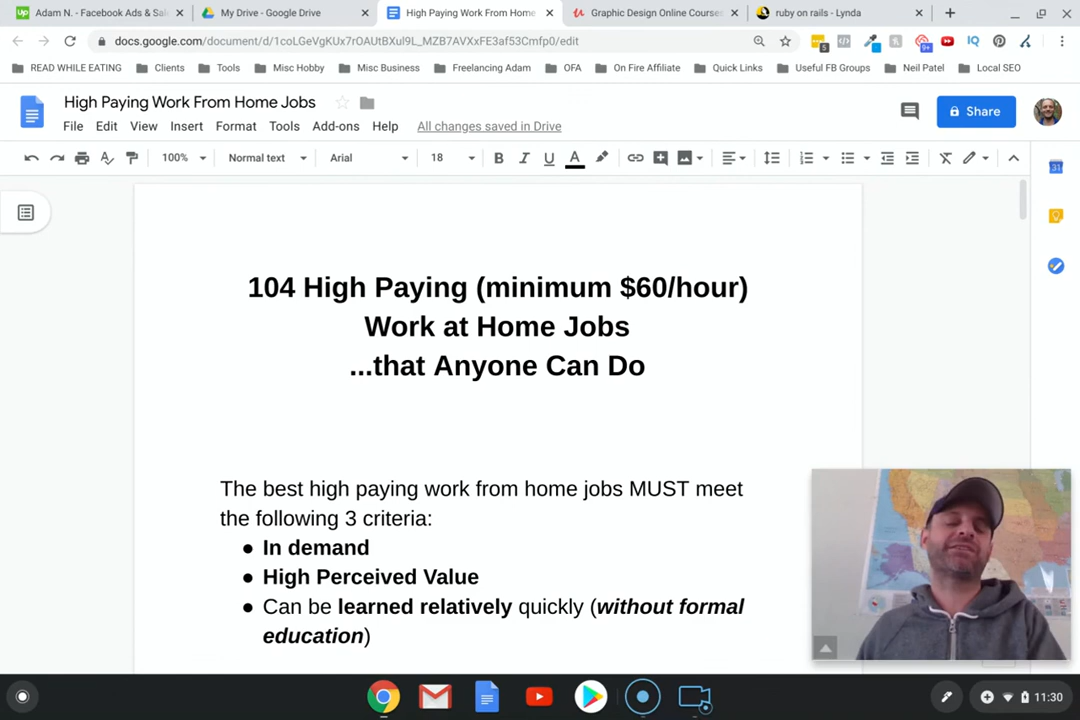 Adam N. - Facebook Ads & Sal
My Drive - Google Drive
High Paying Work From Home
Graphic Design Online Courses
ruby on rails - Lynda
docs.google.com/document/d/1coLGeVgKUx7rOAUtBXul9L_MZB7AVXxFE3af53Cmfp0/edit
5
9+
IQ
READ WHILE EATING
Clients
Tools
Misc Hobby
Misc Business
Freelancing Adam
OFA
On Fire Affiliate
Quick Links
Useful FB Groups
Neil Patel
Local SEO
High Paying Work From Home Jobs
File Edit View Insert Format Tools Add-ons Help All changes saved in Drive
Share
100% Normal text Arial 18 B I U A
31
104 High Paying (minimum $60/hour)
Work at Home Jobs
...that Anyone Can Do
The best high paying work from home jobs MUST meet
the following 3 criteria:
● In demand
● High Perceived Value
● Can be learned relatively quickly (without formal
education)
11:30